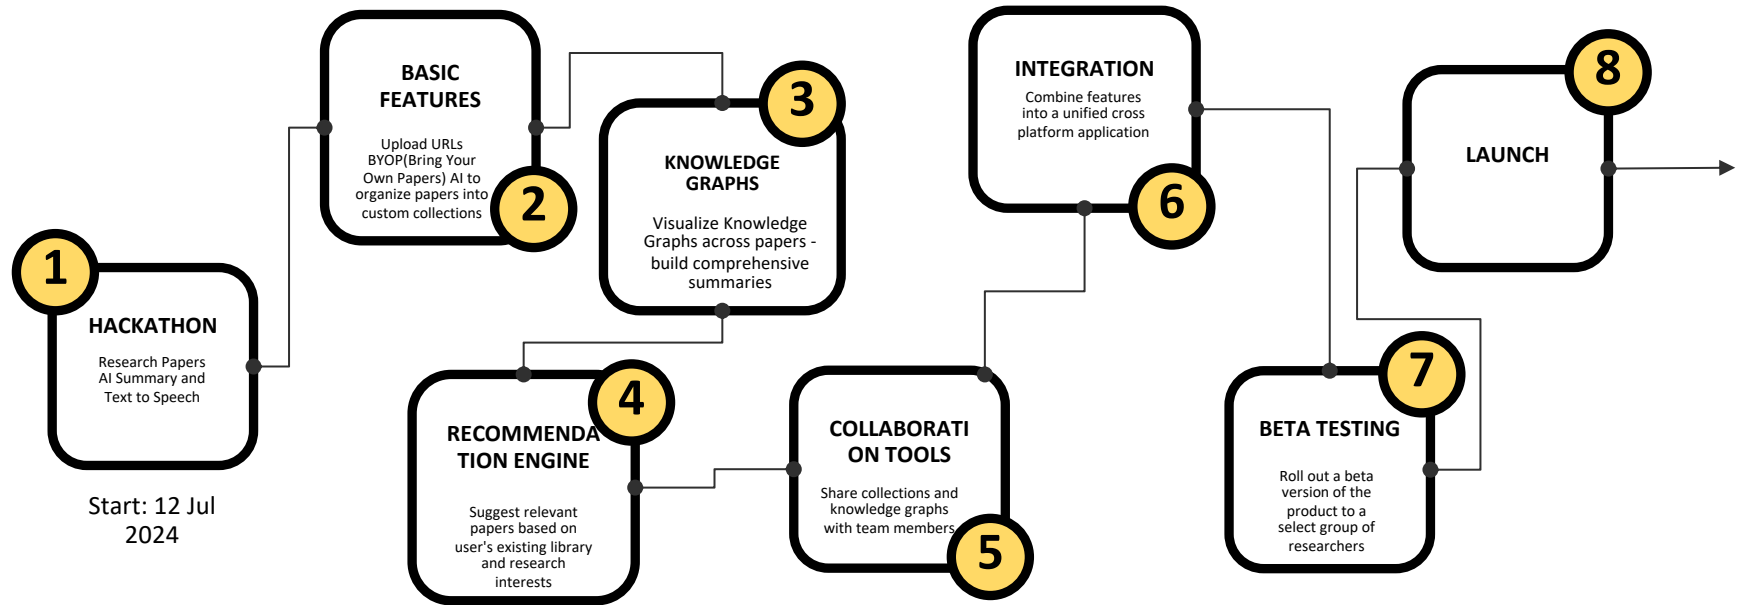 1
HACKATHON
Research Papers
AI Summary and
Text to Speech
Start: 12 Jul
2024
BASIC
FEATURES
Upload URLs
BYOP(Bring Your
Own Papers) AI to
organize papers into
custom collections
2
3
KNOWLEDGE
GRAPHS
Visualize Knowledge
Graphs across papers -
build comprehensive
summaries
4
RECOMMENDA
TION ENGINE
Suggest relevant
papers based on
user's existing library
and research
interests
COLLABORATI
ON TOOLS
Share collections and
knowledge graphs
with team members
5
INTEGRATION
Combine features
into a unified cross
platform application
6
7
BETA TESTING
Roll out a beta
version of the
product to a
select group of
researchers
8
LAUNCH